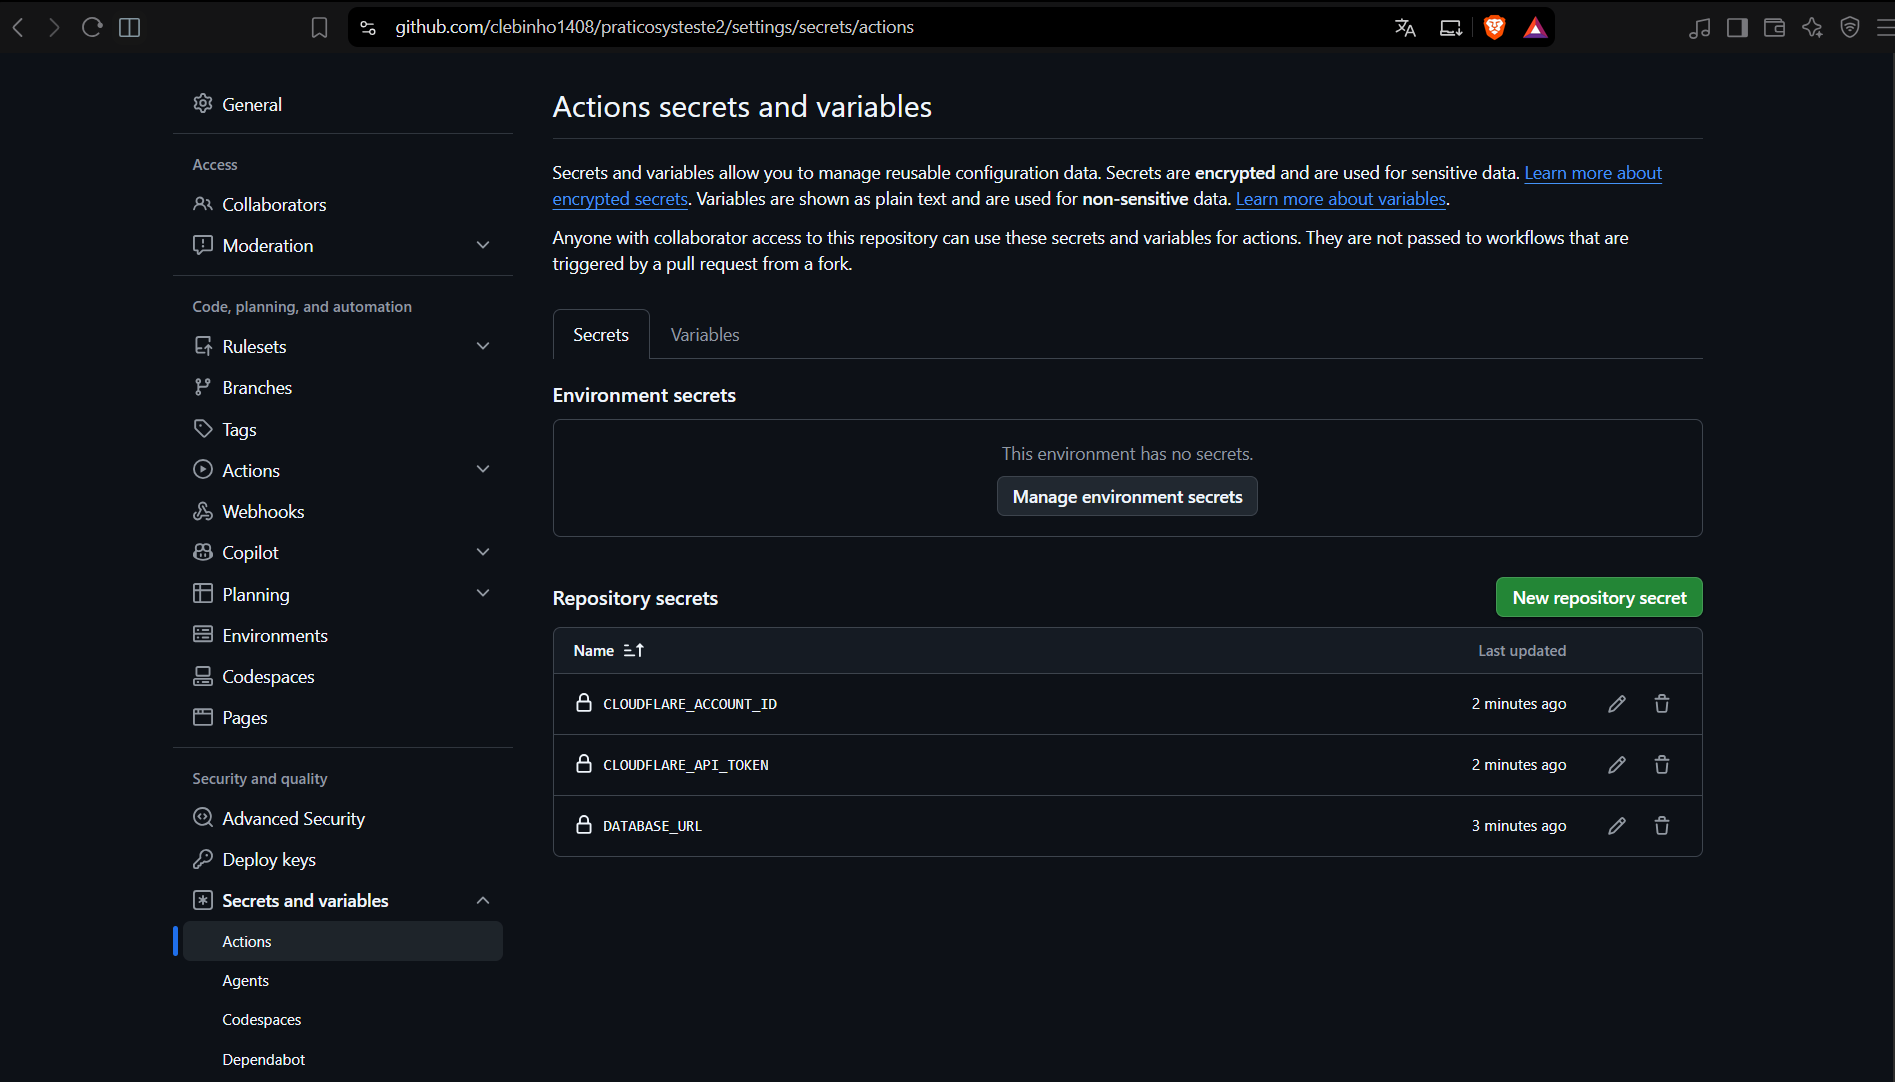 github.com/clebinho1408/praticosysteste2/settings/secrets/actions
General
Access
Collaborators
Moderation
Code, planning, and automation
Rulesets
Branches
Tags
Actions
Webhooks
Copilot
Planning
Environments
Codespaces
Pages
Security and quality
Advanced Security
Deploy keys
Secrets and variables
Actions
Agents
Codespaces
Dependabot
Actions secrets and variables
Secrets and variables allow you to manage reusable configuration data. Secrets are encrypted and are used for sensitive data. Learn more about
encrypted secrets. Variables are shown as plain text and are used for non-sensitive data. Learn more about variables.
Anyone with collaborator access to this repository can use these secrets and variables for actions. They are not passed to workflows that are
triggered by a pull request from a fork.
Secrets Variables
Environment secrets
This environment has no secrets.
Manage environment secrets
Repository secrets New repository secret
Name Last updated
CLOUDFLARE_ACCOUNT_ID 2 minutes ago
CLOUDFLARE_API_TOKEN 2 minutes ago
DATABASE_URL 3 minutes ago